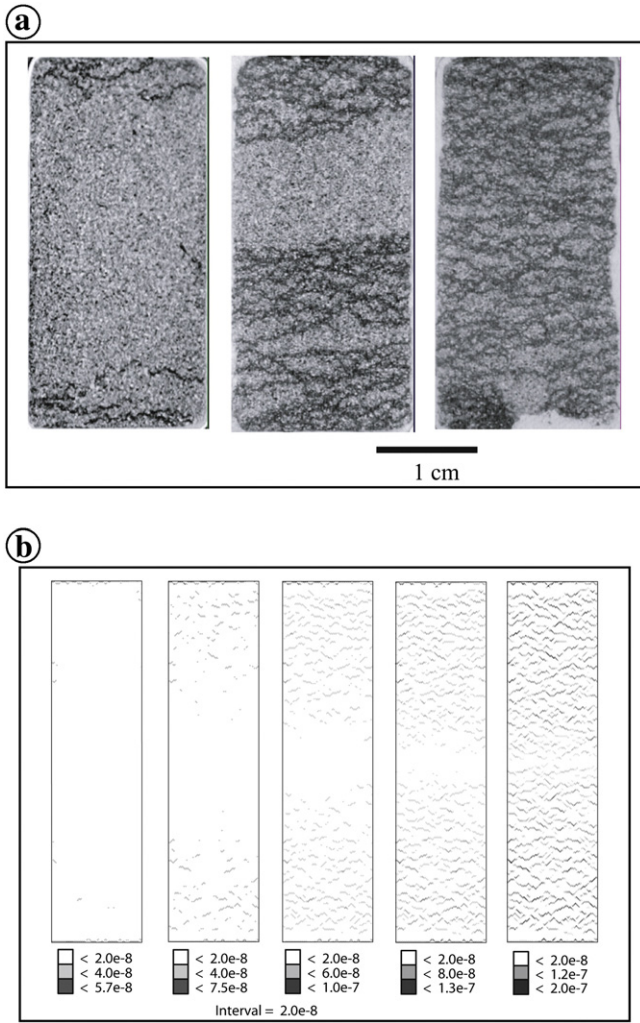 a
1 cm
b
< 2.0e-8 < 2.0e-8 < 2.0e-8 < 2.0e-8 < 2.0e-8
< 4.0e-8 < 4.0e-8 < 6.0e-8 < 8.0e-8 < 1.2e-7
< 5.7e-8 < 7.5e-8 < 1.0e-7 < 1.3e-7 < 2.0e-7
Interval = 2.0e-8